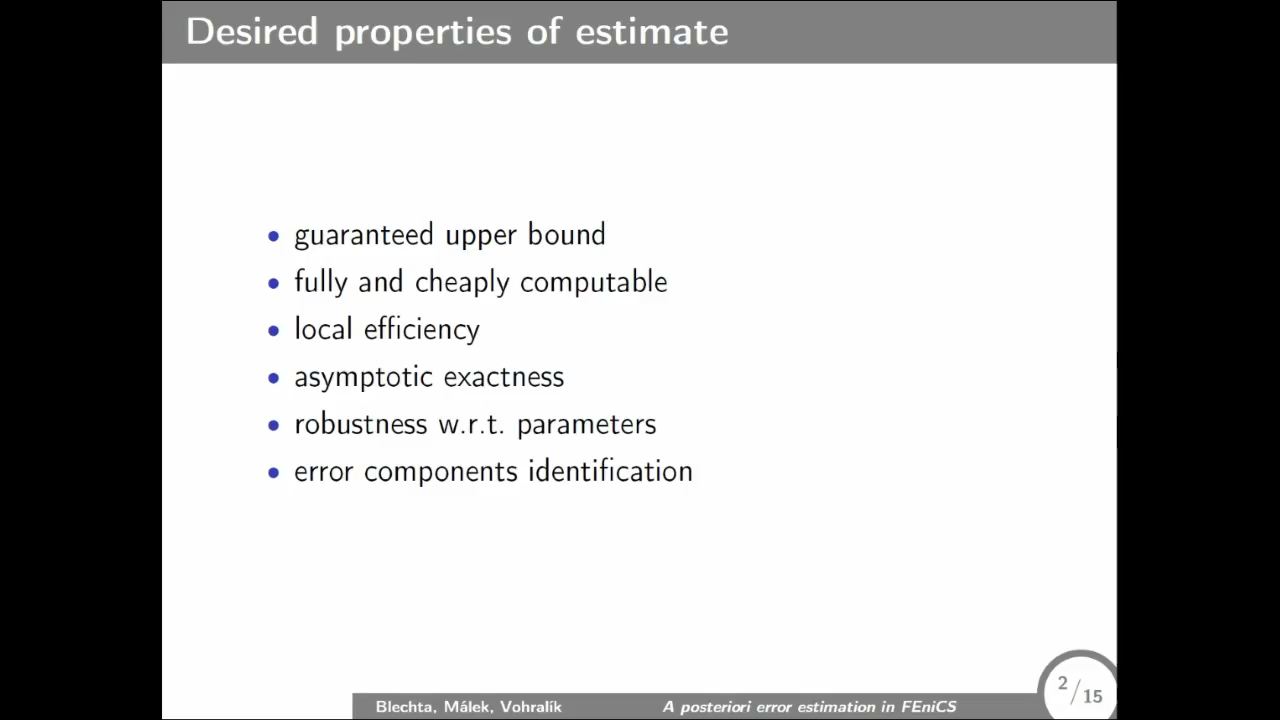 Desired properties of estimate
• guaranteed upper bound
• fully and cheaply computable
• local efficiency
• asymptotic exactness
• robustness w.r.t. parameters
• error components identification
Blechta, Málek, Vohralík A posteriori error estimation in FEniCS 2/15